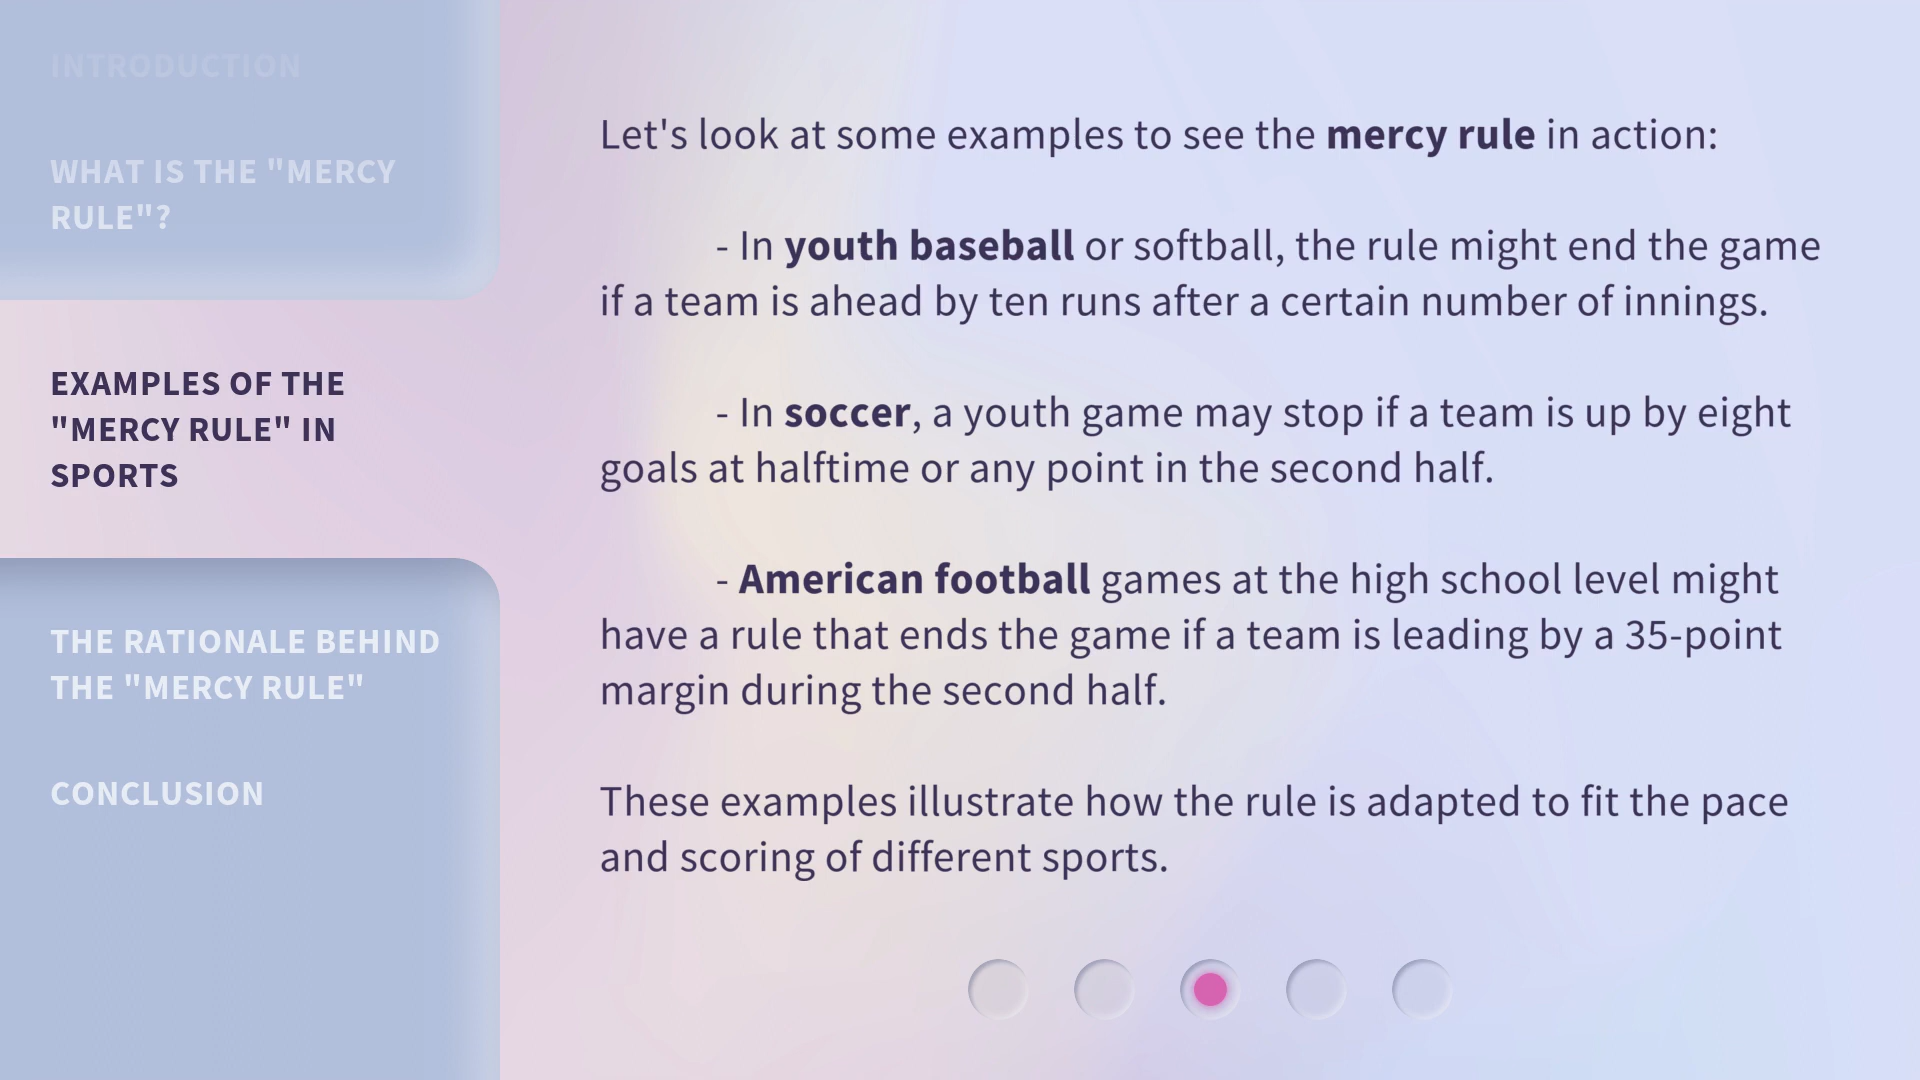 INTRODUCTION
WHAT IS THE "MERCY
RULE"?
EXAMPLES OF THE
"MERCY RULE" IN
SPORTS
THE RATIONALE BEHIND
THE "MERCY RULE"
CONCLUSION
Let's look at some examples to see the mercy rule in action:
- In youth baseball or softball, the rule might end the game
if a team is ahead by ten runs after a certain number of innings.
- In soccer, a youth game may stop if a team is up by eight
goals at halftime or any point in the second half.
- American football games at the high school level might
have a rule that ends the game if a team is leading by a 35-point
margin during the second half.
These examples illustrate how the rule is adapted to fit the pace
and scoring of different sports.